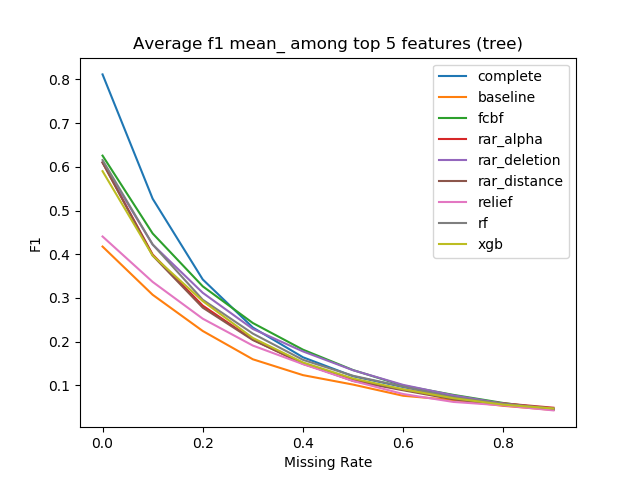 Average f1 mean_ among top 5 features (tree)
F1
0.8
0.7
0.6
0.5
0.4
0.3
0.2
0.1
complete
baseline
fcbf
rar_alpha
rar_deletion
rar_distance
relief
rf
xgb
0.0 0.2 0.4 0.6 0.8
Missing Rate